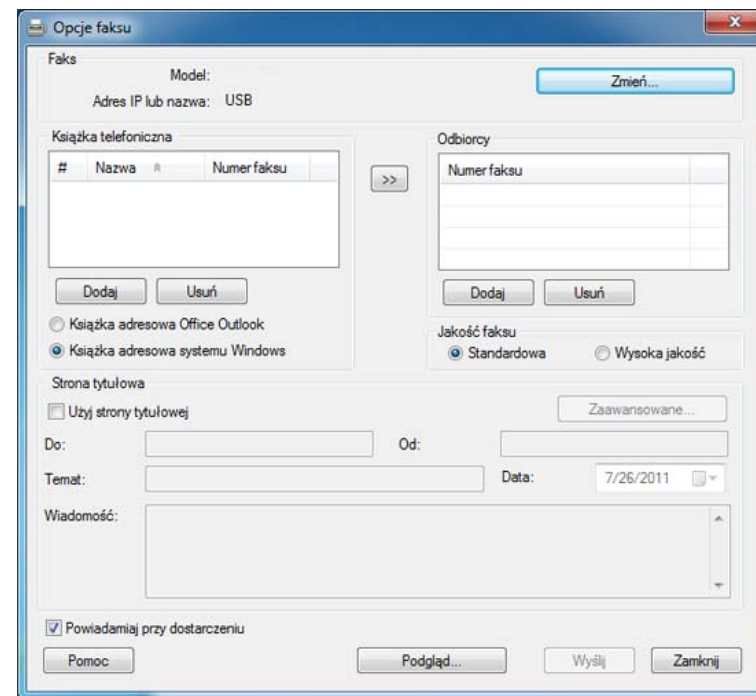 Opcje faksu
Faks
Model:
Zmień...
Adres IP lub nazwa: USB
Książka telefoniczna
# Nazwa Numer faksu
>>
Dodaj Usuń
Książka adresowa Office Outlook
Książka adresowa systemu Windows
Odbiorcy
Numer faksu
Dodaj Usuń
Jakość faksu
Standardowa Wysoka jakość
Strona tytułowa
Użyj strony tytułowej Zaawansowane...
Do: Od:
Temat: Data: 7/26/2011
Wiadomość:
Powiadamiaj przy dostarczeniu
Pomoc Podgląd... Wyślij Zamknij